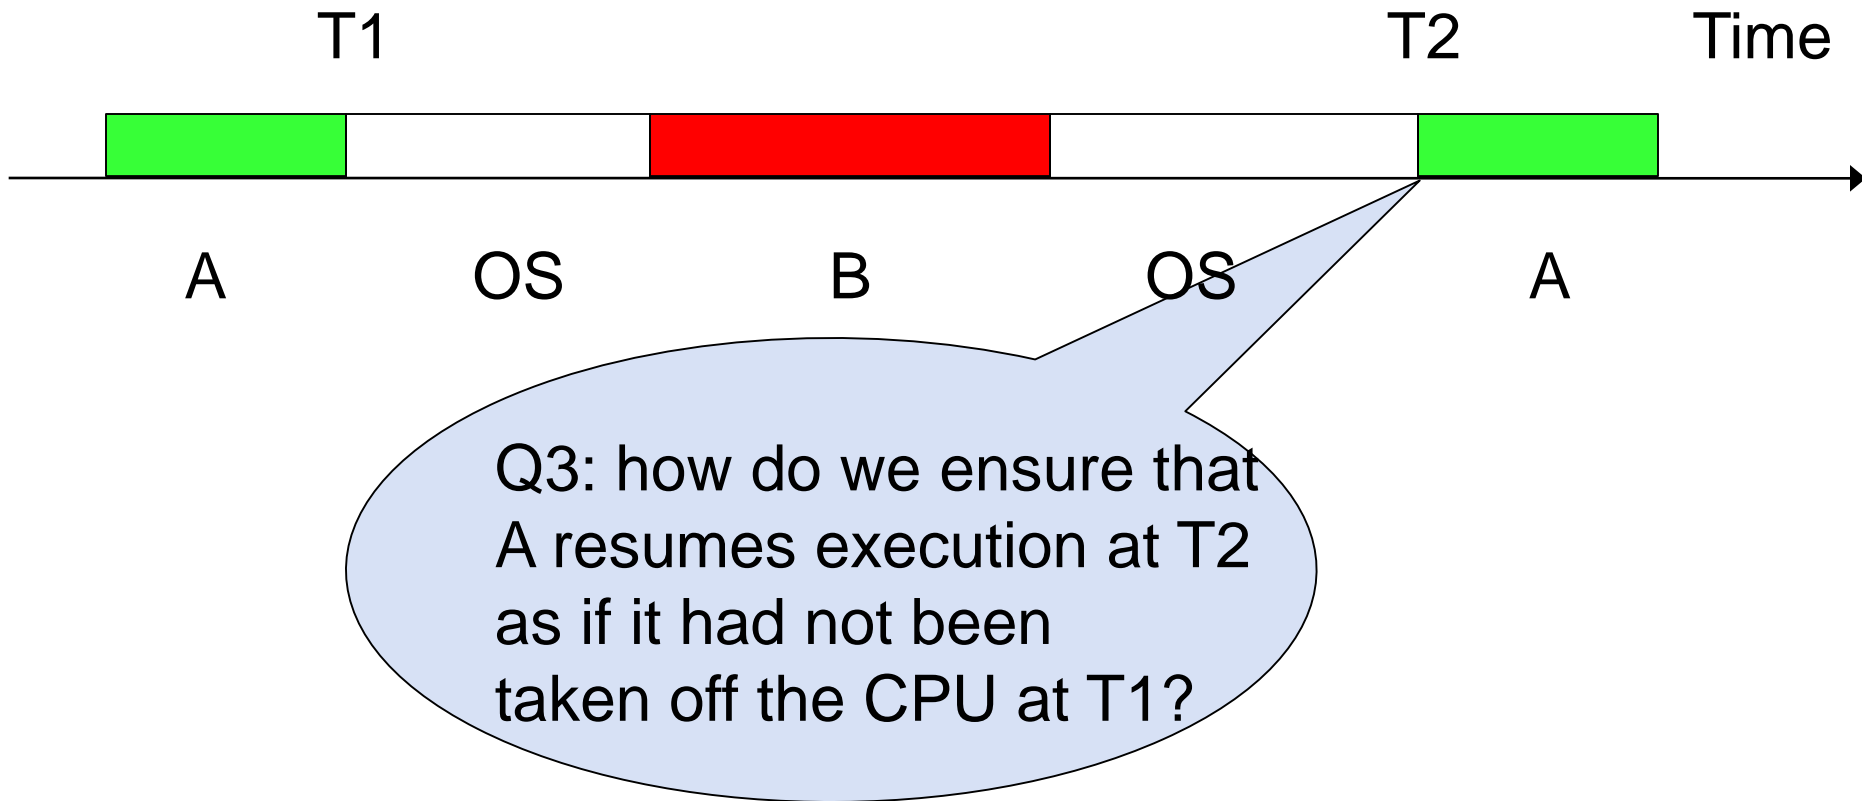 T1 T2 Time
A OS B OS A
Q3: how do we ensure that
A resumes execution at T2
as if it had not been
taken off the CPU at T1?